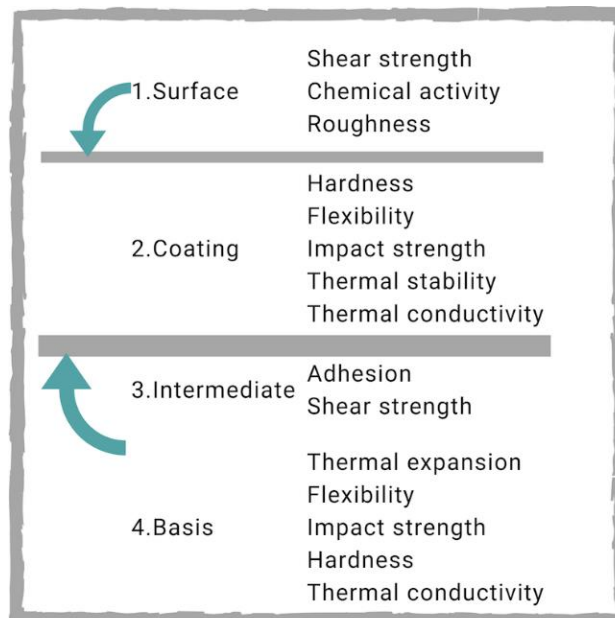 Shear strength
1.Surface Chemical activity
Roughness
Hardness
Flexibility
2.Coating Impact strength
Thermal stability
Thermal conductivity
Adhesion
3.Intermediate
Shear strength
Thermal expansion
Flexibility
4.Basis Impact strength
Hardness
Thermal conductivity